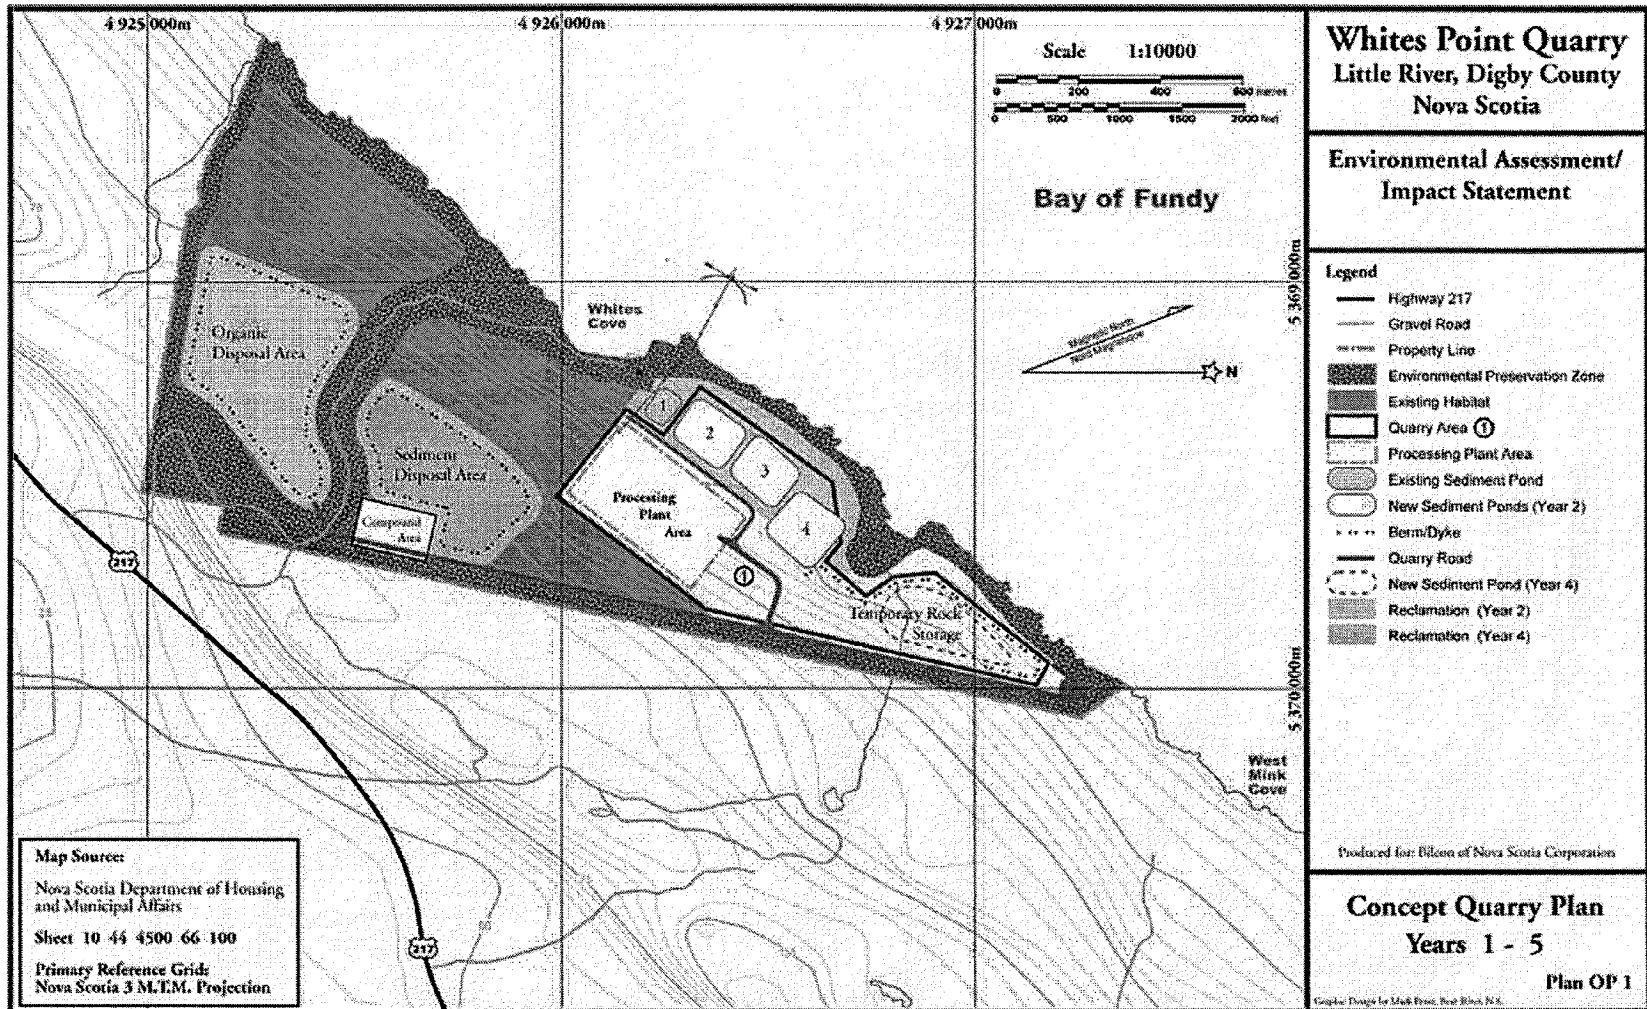 4 925 000m
4 926 000m
4 927 000m
Scale 1:10000
0 200 400 600 metres
0 500 1000 1500 2000 feet
Bay of Fundy
5 369 000m
Whites
Cove
Magnetic North
N
Organic
Disposal Area
Sediment
Disposal Area
Compound
Area
Processing
Plant
Area
1
2
3
4
1
Temporary Rock
Storage
5 370 000m
West
Mink
Cove
217
217
Map Source:
Nova Scotia Department of Housing
and Municipal Affairs
Sheet 10 44 4500 66 100
Primary Reference Grid:
Nova Scotia 3 M.T.M. Projection
Whites Point Quarry
Little River, Digby County
Nova Scotia
Environmental Assessment/
Impact Statement
Legend
Highway 217
Gravel Road
Property Line
Environmental Preservation Zone
Existing Habitat
Quarry Area 1
Processing Plant Area
Existing Sediment Pond
New Sediment Ponds (Year 2)
Berm/Dyke
Quarry Road
New Sediment Pond (Year 4)
Reclamation (Year 2)
Reclamation (Year 4)
Produced for: Bilcon of Nova Scotia Corporation
Concept Quarry Plan
Years 1 - 5
Plan OP 1